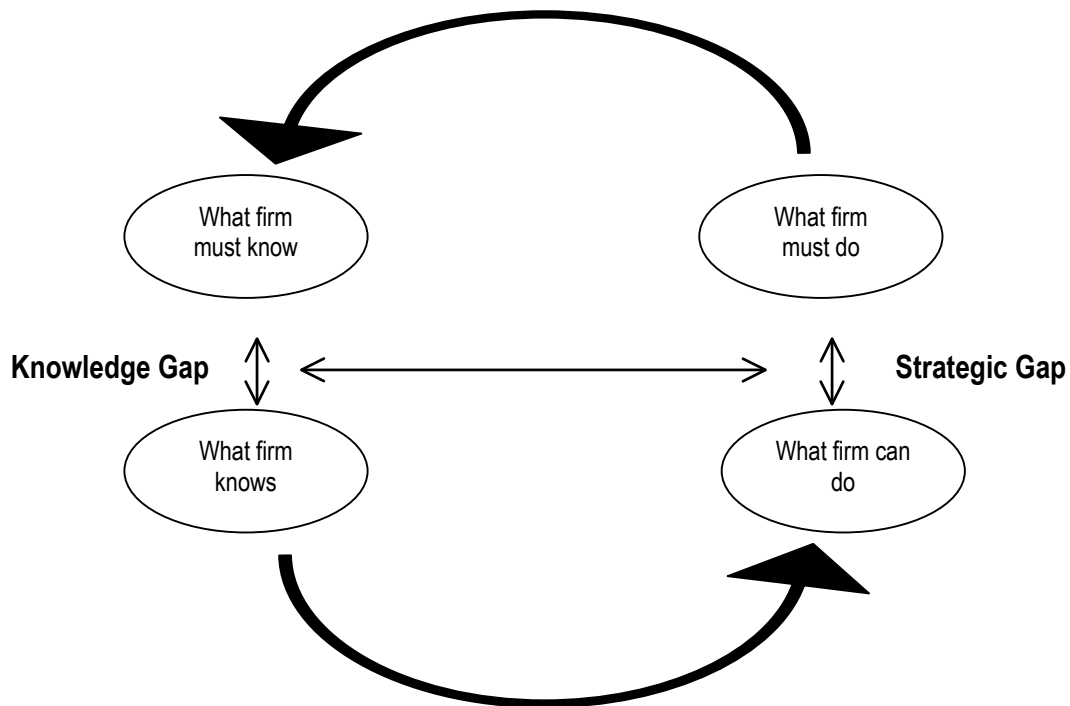 What firm
must know
What firm
must do
Knowledge Gap
Strategic Gap
What firm
knows
What firm can
do